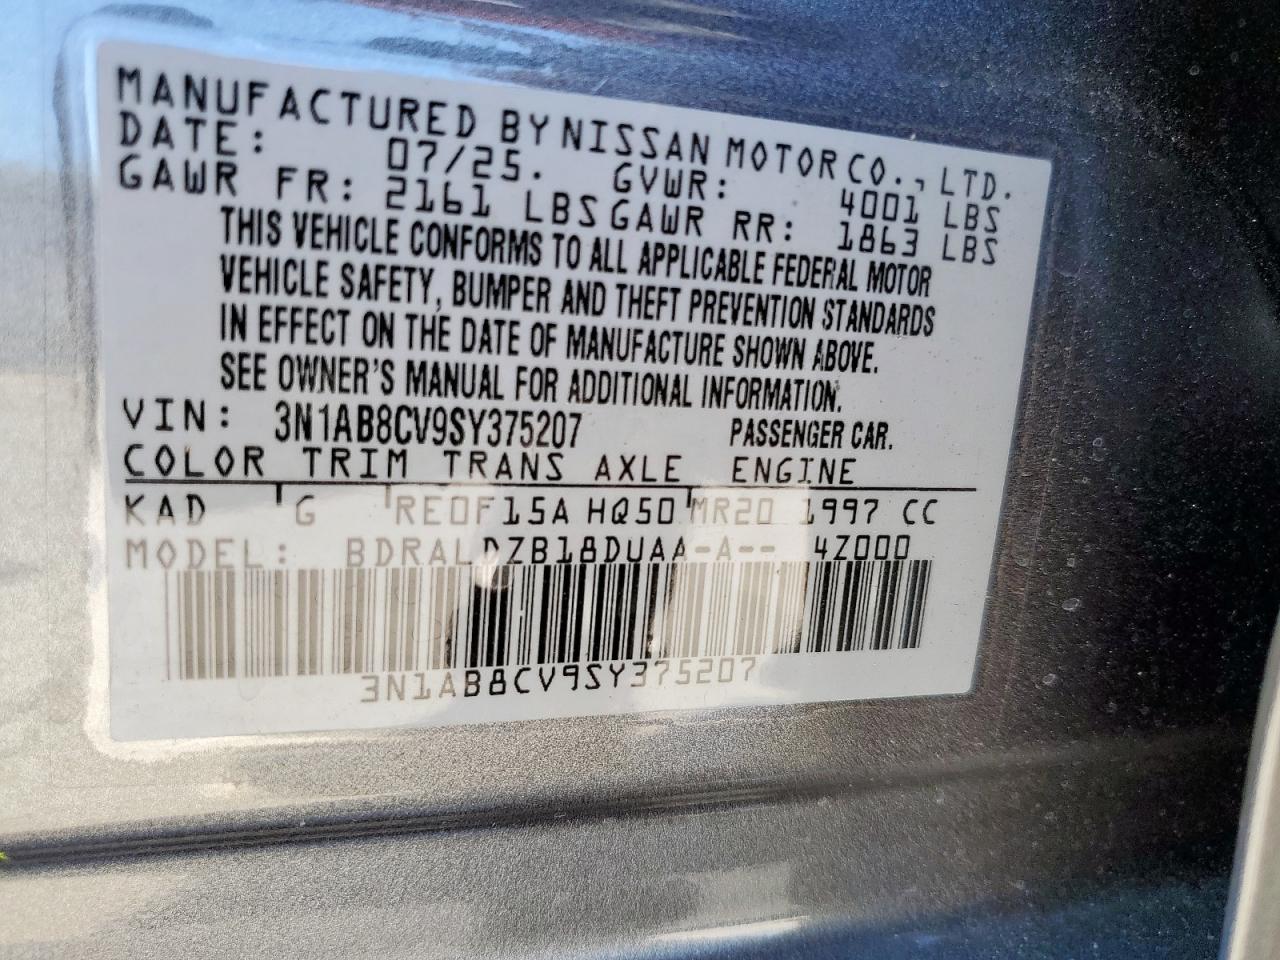 MANUFACTURED BY NISSAN MOTOR CO., LTD.
DATE: 07/25. GVWR: 4001 LBS
GAWR FR: 2161 LBS GAWR RR: 1863 LBS
THIS VEHICLE CONFORMS TO ALL APPLICABLE FEDERAL MOTOR
VEHICLE SAFETY, BUMPER AND THEFT PREVENTION STANDARDS
IN EFFECT ON THE DATE OF MANUFACTURE SHOWN ABOVE.
SEE OWNER'S MANUAL FOR ADDITIONAL INFORMATION.
VIN: 3N1AB8CV9SY375207 PASSENGER CAR.
COLOR TRIM TRANS AXLE ENGINE
KAD G RE0F15A HQ50 MR20 1997 CC
MODEL: BDRALDZB18DUAA-A-- 4Z000
3N1AB8CV9SY375207